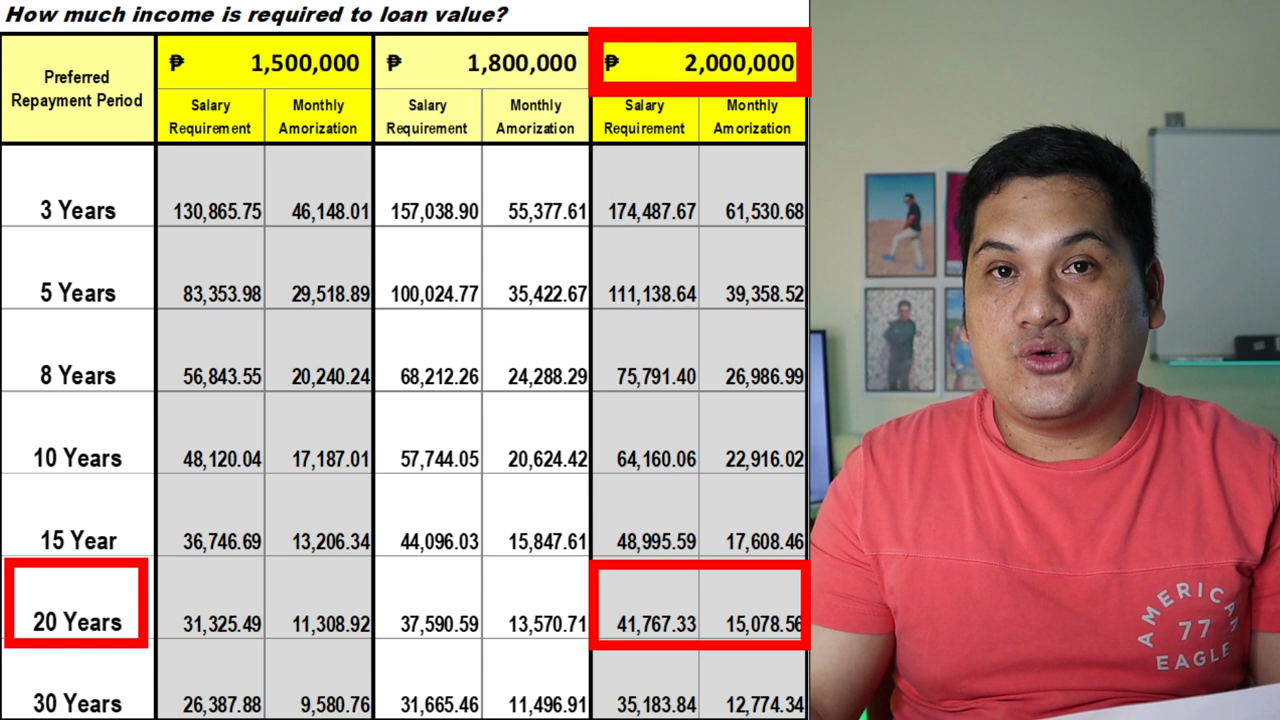 How much income is required to loan value?
Preferred Repayment Period ₱ 1,500,000 ₱ 1,800,000 ₱ 2,000,000
Salary Requirement Monthly Amorization Salary Requirement Monthly Amorization Salary Requirement Monthly Amorization
3 Years 130,865.75 46,148.01 157,038.90 55,377.61 174,487.67 61,530.68
5 Years 83,353.98 29,518.89 100,024.77 35,422.67 111,138.64 39,358.52
8 Years 56,843.55 20,240.24 68,212.26 24,288.29 75,791.40 26,986.99
10 Years 48,120.04 17,187.01 57,744.05 20,624.42 64,160.06 22,916.02
15 Year 36,746.69 13,206.34 44,096.03 15,847.61 48,995.59 17,608.46
20 Years 31,325.49 11,308.92 37,590.59 13,570.71 41,767.33 15,078.56
30 Years 26,387.88 9,580.76 31,665.46 11,496.91 35,183.84 12,774.34
AMERICAN
77
EAGLE